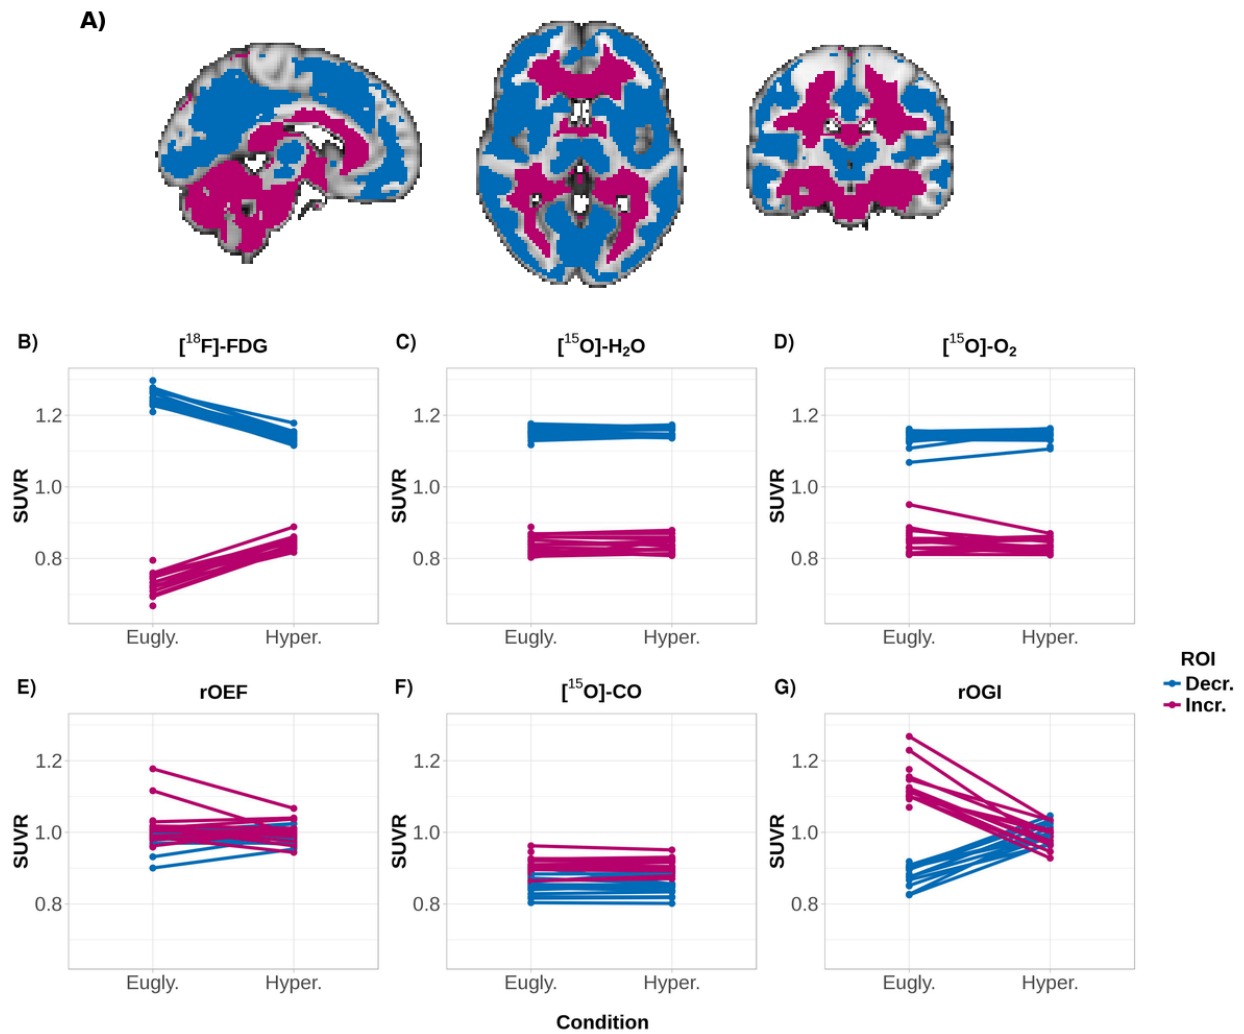 A)
B) [¹⁸F]-FDG
C) [¹⁵O]-H₂O
D) [¹⁵O]-O₂
SUVR
1.2
1.0
0.8
Eugly. Hyper.
SUVR
1.2
1.0
0.8
Eugly. Hyper.
SUVR
1.2
1.0
0.8
Eugly. Hyper.
ROI
Decr.
Incr.
E) rOEF
F) [¹⁵O]-CO
G) rOGI
SUVR
1.2
1.0
0.8
Eugly. Hyper.
SUVR
1.2
1.0
0.8
Eugly. Hyper.
SUVR
1.2
1.0
0.8
Eugly. Hyper.
Condition